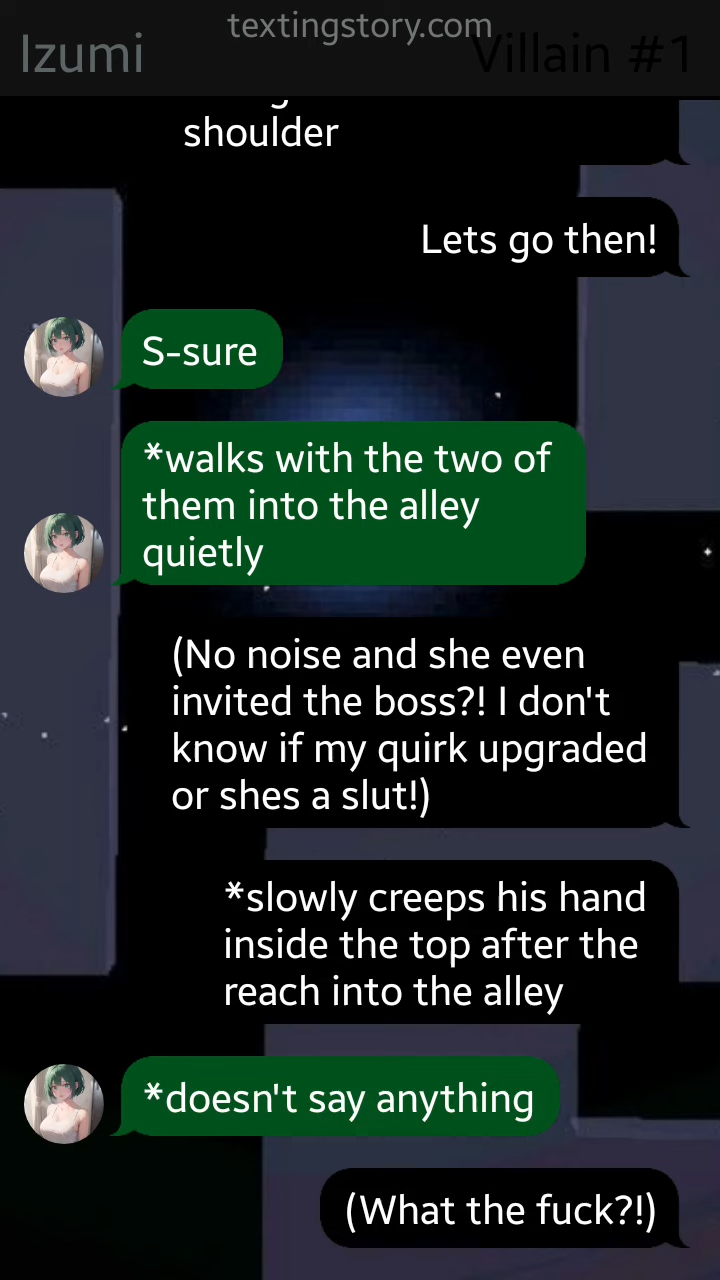 textingstory.com
Izumi
Villain #1
shoulder
Lets go then!
S-sure
*walks with the two of
them into the alley
quietly
(No noise and she even
invited the boss?! I don't
know if my quirk upgraded
or shes a slut!)
*slowly creeps his hand
inside the top after the
reach into the alley
*doesn't say anything
(What the fuck?!)